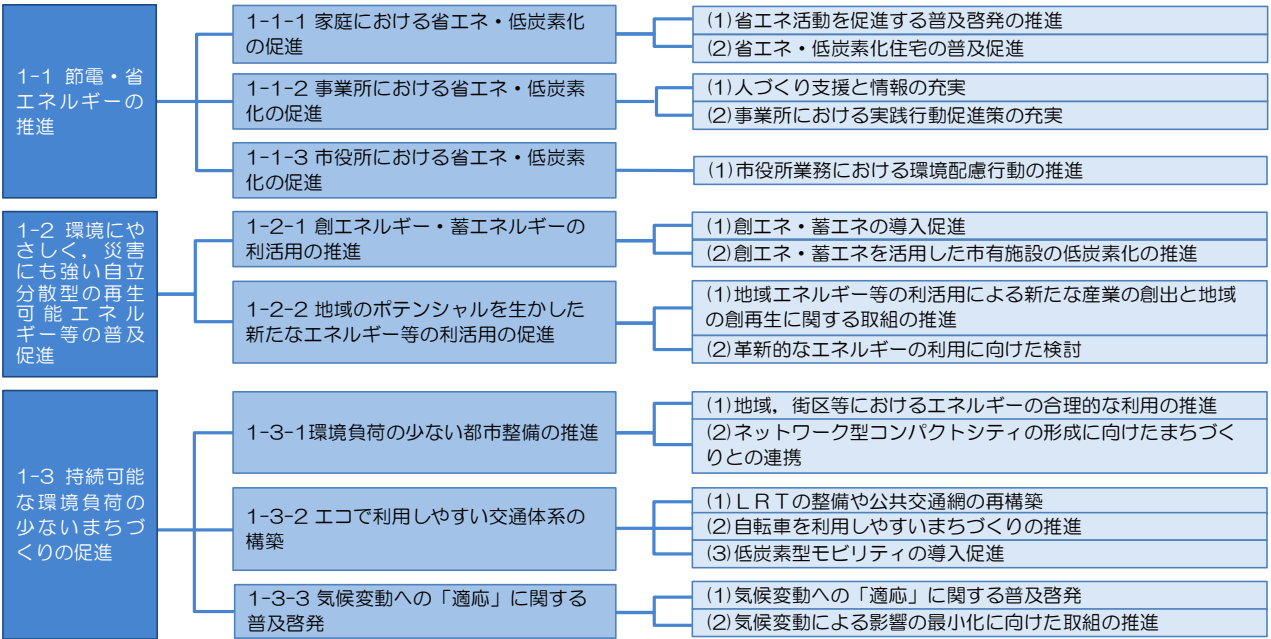 1-1 節電・省
エネルギーの
推進
1-1-1 家庭における省エネ・低炭素化
の促進
(1)省エネ活動を促進する普及啓発の推進
(2)省エネ・低炭素化住宅の普及促進
1-1-2 事業所における省エネ・低炭素
化の促進
(1)人づくり支援と情報の充実
(2)事業所における実践行動促進策の充実
1-1-3 市役所における省エネ・低炭素
化の促進
(1)市役所業務における環境配慮行動の推進
1-2 環境にや
さしく，災害
にも強い自立
分散型の再生
可能エネル
ギー等の普及
促進
1-2-1 創エネルギー・蓄エネルギーの
利活用の推進
(1)創エネ・蓄エネの導入促進
(2)創エネ・蓄エネを活用した市有施設の低炭素化の推進
1-2-2 地域のポテンシャルを生かした
新たなエネルギー等の利活用の促進
(1)地域エネルギー等の利活用による新たな産業の創出と地域
の創再生に関する取組の推進
(2)革新的なエネルギーの利用に向けた検討
1-3 持続可能
な環境負荷の
少ないまちづ
くりの促進
1-3-1環境負荷の少ない都市整備の推進
(1)地域，街区等におけるエネルギーの合理的な利用の推進
(2)ネットワーク型コンパクトシティの形成に向けたまちづく
りとの連携
1-3-2 エコで利用しやすい交通体系の
構築
(1)ＬＲＴの整備や公共交通網の再構築
(2)自転車を利用しやすいまちづくりの推進
(3)低炭素型モビリティの導入促進
1-3-3 気候変動への「適応」に関する
普及啓発
(1)気候変動への「適応」に関する普及啓発
(2)気候変動による影響の最小化に向けた取組の推進